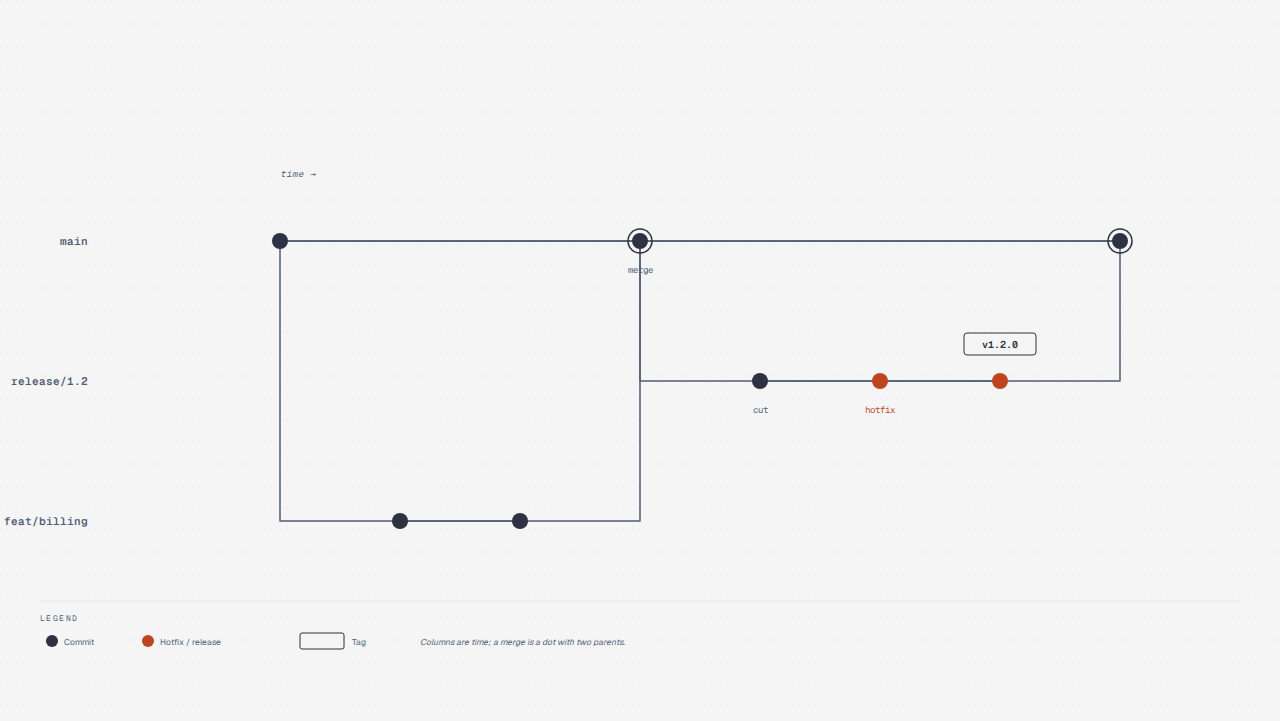 time →
main
merge
v1.2.0
release/1.2
cut
hotfix
feat/billing
LEGEND
Commit
Hotfix / release
Tag
Columns are time; a merge is a dot with two parents.